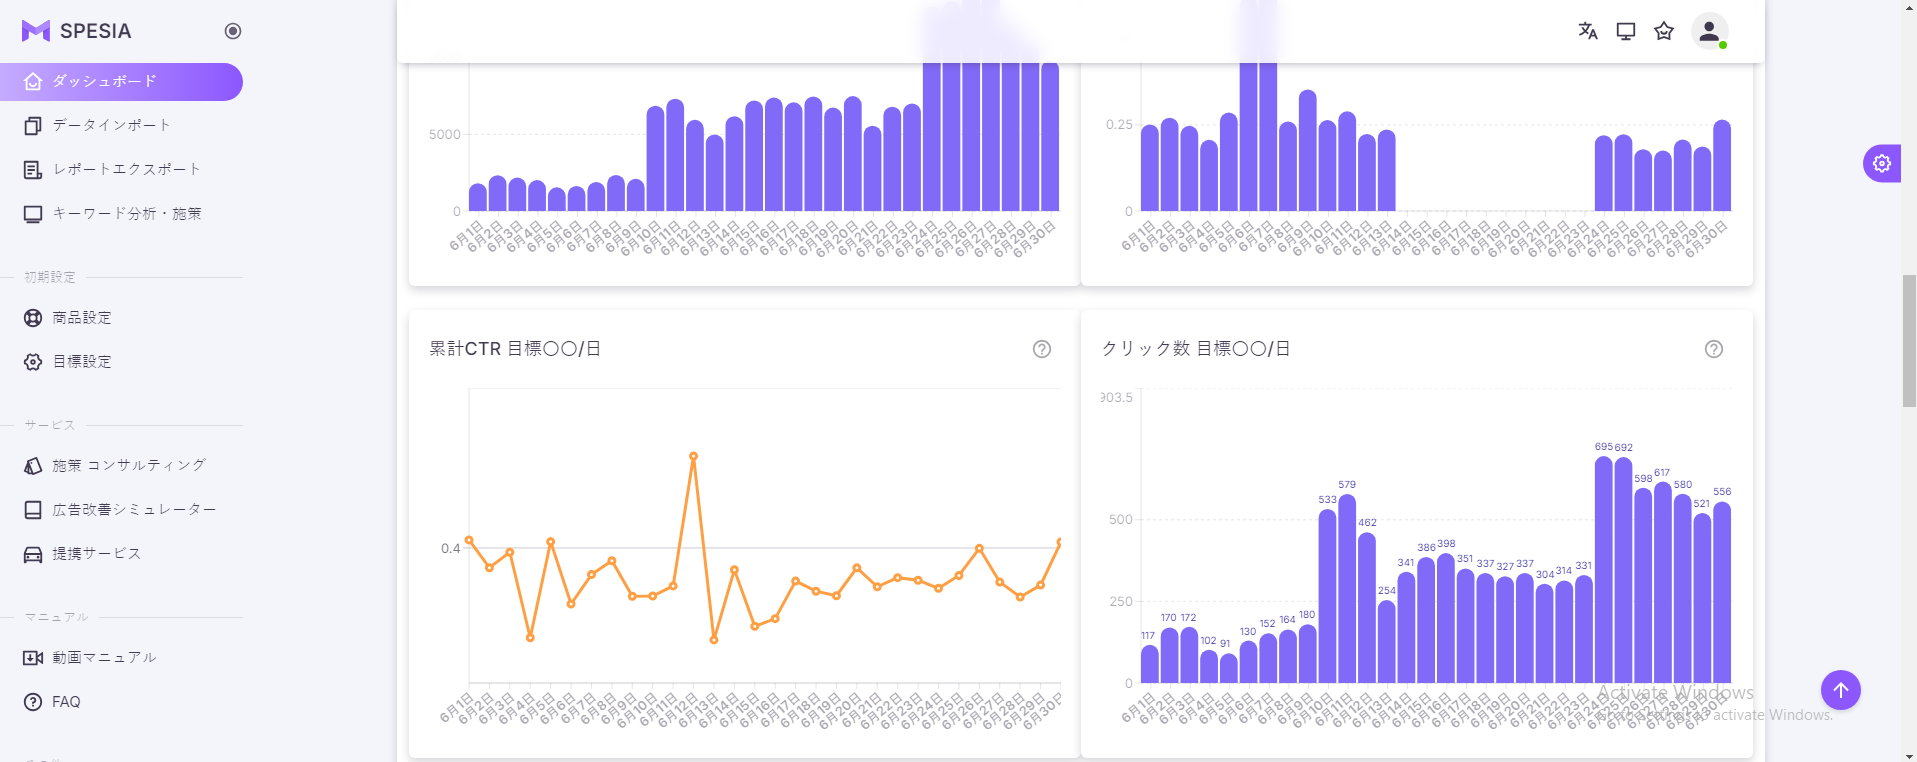 SPESIA
ダッシュボード
データインポート
レポートエクスポート
キーワード分析・施策
初期設定
商品設定
目標設定
サービス
施策 コンサルティング
広告改善シミュレーター
提携サービス
マニュアル
動画マニュアル
FAQ
5000
0
6月1日 6月2日 6月3日 6月4日 6月5日 6月6日 6月7日 6月8日 6月9日 6月10日 6月11日 6月12日 6月13日 6月14日 6月15日 6月16日 6月17日 6月18日 6月19日 6月20日 6月21日 6月22日 6月23日 6月24日 6月25日 6月26日 6月27日 6月28日 6月29日 6月30日
0.25
0
6月1日 6月2日 6月3日 6月4日 6月5日 6月6日 6月7日 6月8日 6月9日 6月10日 6月11日 6月12日 6月13日 6月14日 6月15日 6月16日 6月17日 6月18日 6月19日 6月20日 6月21日 6月22日 6月23日 6月24日 6月25日 6月26日 6月27日 6月28日 6月29日 6月30日
累計CTR 目標〇〇/日
0.4
6月1日 6月2日 6月3日 6月4日 6月5日 6月6日 6月7日 6月8日 6月9日 6月10日 6月11日 6月12日 6月13日 6月14日 6月15日 6月16日 6月17日 6月18日 6月19日 6月20日 6月21日 6月22日 6月23日 6月24日 6月25日 6月26日 6月27日 6月28日 6月29日 6月30日
クリック数 目標〇〇/日
903.5
500
250
0
117 170 172 102 91 130 152 164 180 533 579 462 254 341 386 398 351 337 327 337 304 314 331 695 692 598 617 580 521 556
6月1日 6月2日 6月3日 6月4日 6月5日 6月6日 6月7日 6月8日 6月9日 6月10日 6月11日 6月12日 6月13日 6月14日 6月15日 6月16日 6月17日 6月18日 6月19日 6月20日 6月21日 6月22日 6月23日 6月24日 6月25日 6月26日 6月27日 6月28日 6月29日 6月30日
Activate Windows
activate Windows.